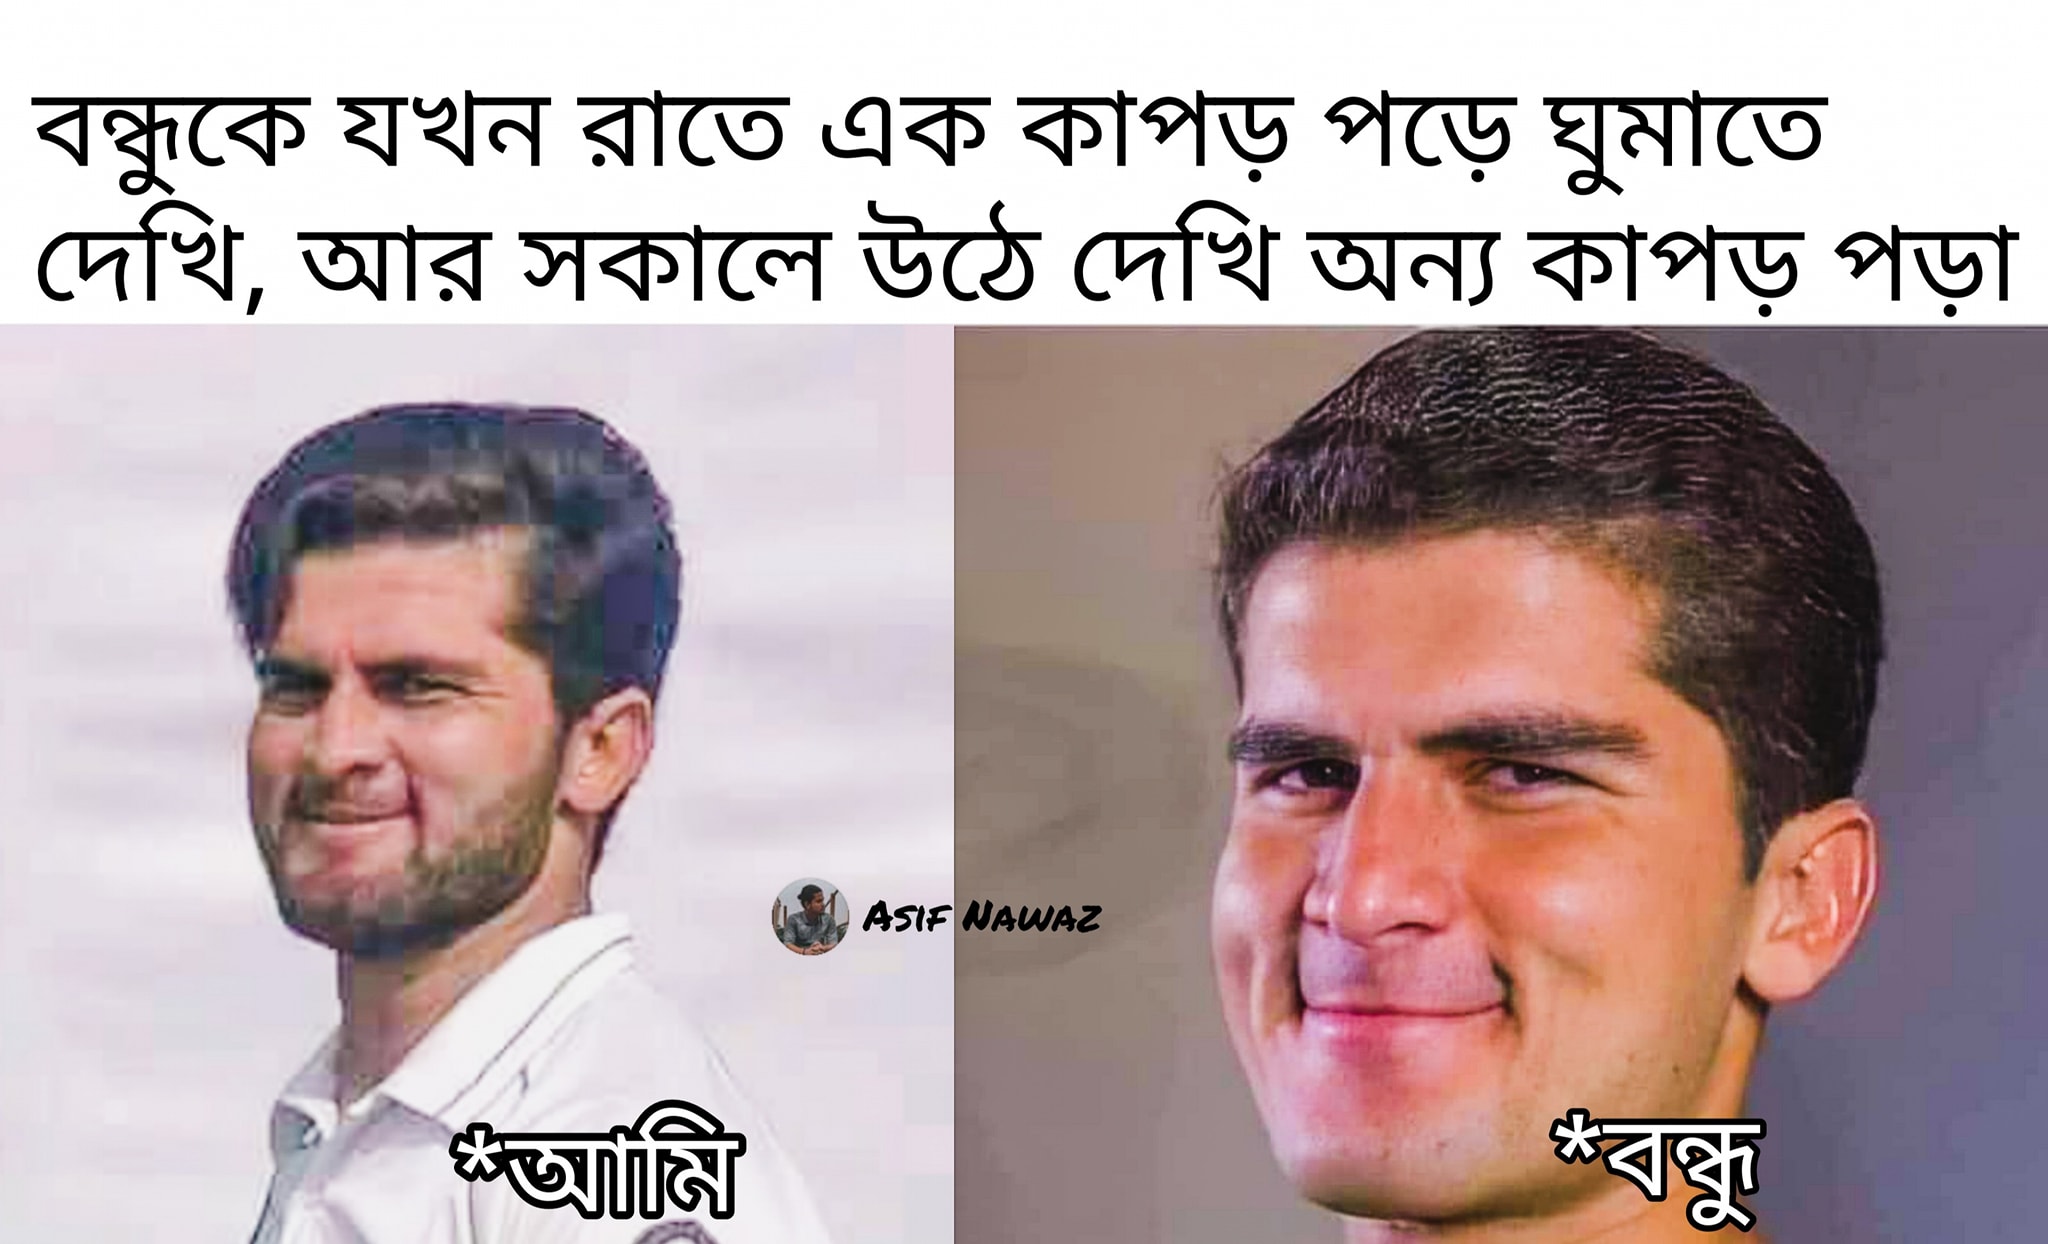 বন্ধুকে যখন রাতে এক কাপড় পড়ে ঘুমাতে
দেখি, আর সকালে উঠে দেখি অন্য কাপড় পড়া
Asif Nawaz
*আমি
*বন্ধু